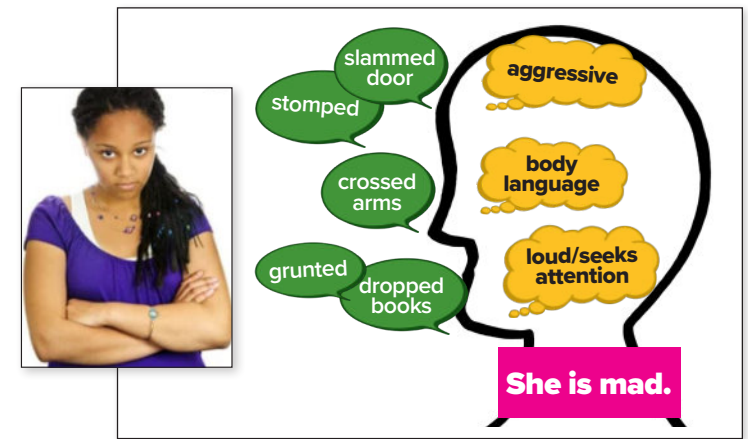 slammed
door
stomped
aggressive
crossed
arms
body
language
grunted
dropped
books
loud/seeks
attention
She is mad.